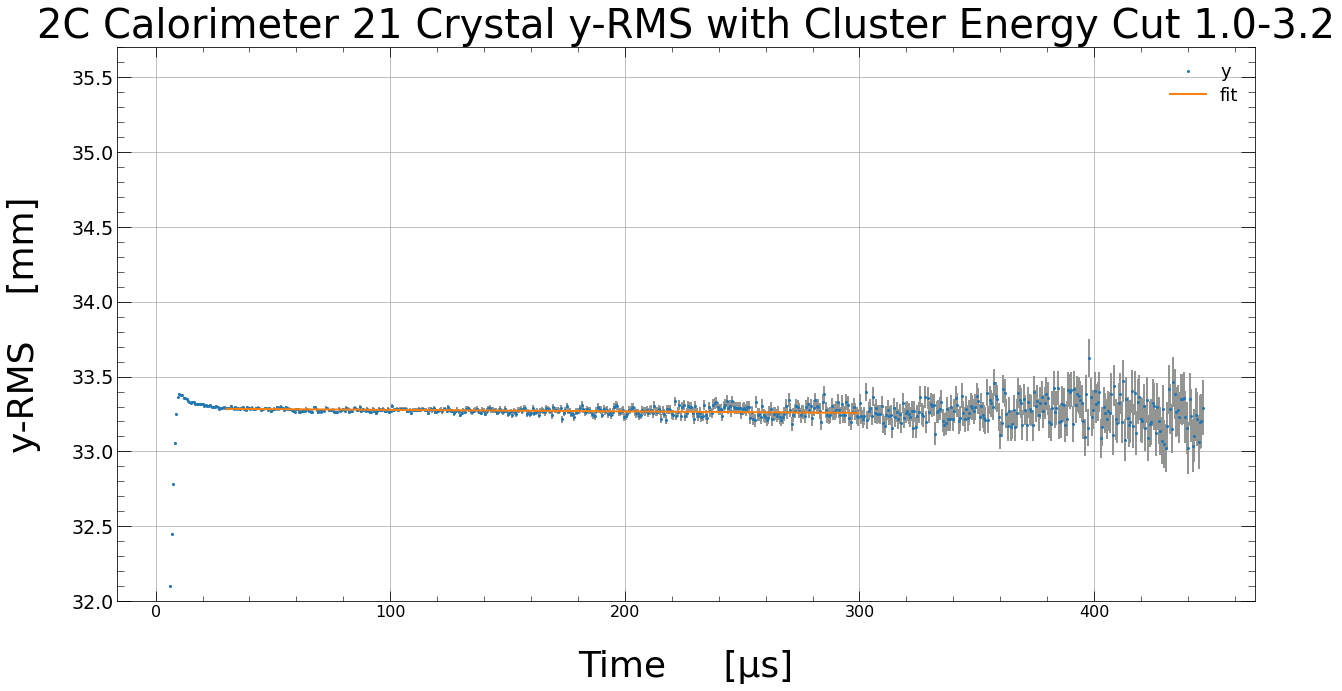 2C Calorimeter 21 Crystal y-RMS with Cluster Energy Cut 1.0-3.2
y
fit
35.5
35.0
34.5
34.0
33.5
33.0
32.5
32.0
y-RMS [mm]
0 100 200 300 400
Time [μs]